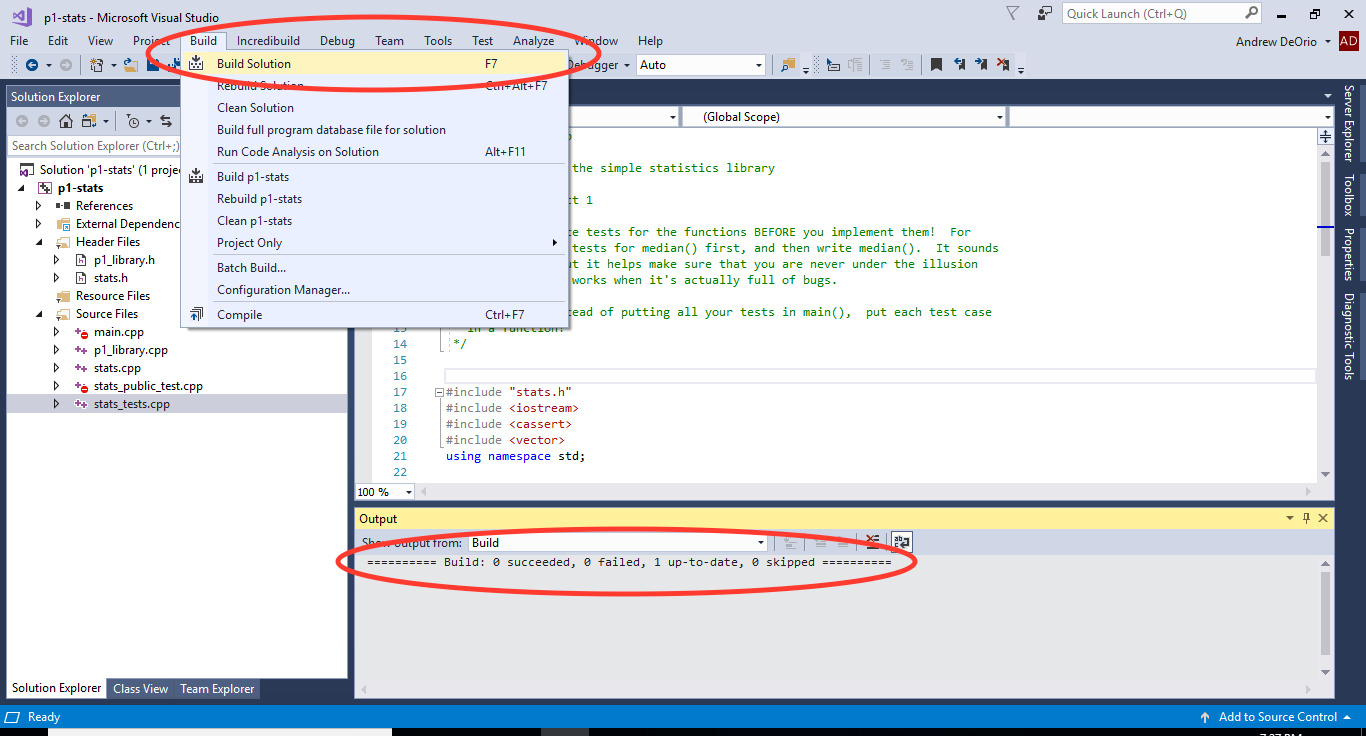 p1-stats - Microsoft Visual Studio
Quick Launch (Ctrl+Q)
File Edit View Project Build Incredibuild Debug Team Tools Test Analyze Window Help
Andrew DeOrio AD
Debugger Auto
Build Solution F7
Rebuild Solution Ctrl+Alt+F7
Clean Solution
Build full program database file for solution
Run Code Analysis on Solution Alt+F11
Build p1-stats
Rebuild p1-stats
Clean p1-stats
Project Only
Batch Build...
Configuration Manager...
Compile Ctrl+F7
Solution Explorer
Search Solution Explorer (Ctrl+;)
Solution 'p1-stats' (1 projec
p1-stats
References
External Dependenc
Header Files
p1_library.h
stats.h
Resource Files
Source Files
main.cpp
p1_library.cpp
stats.cpp
stats_public_test.cpp
stats_tests.cpp
Solution Explorer Class View Team Explorer
(Global Scope)
the simple statistics library
ct 1
te tests for the functions BEFORE you implement them! For
tests for median() first, and then write median(). It sounds
but it helps make sure that you are never under the illusion
works when it's actually full of bugs.
ead of putting all your tests in main(), put each test case
in a function.
14 */
15
16
17 #include "stats.h"
18 #include <iostream>
19 #include <cassert>
20 #include <vector>
21 using namespace std;
22
100 %
Output
Show output from: Build
========== Build: 0 succeeded, 0 failed, 1 up-to-date, 0 skipped ==========
Server Explorer
Toolbox
Properties
Diagnostic Tools
Ready
Add to Source Control